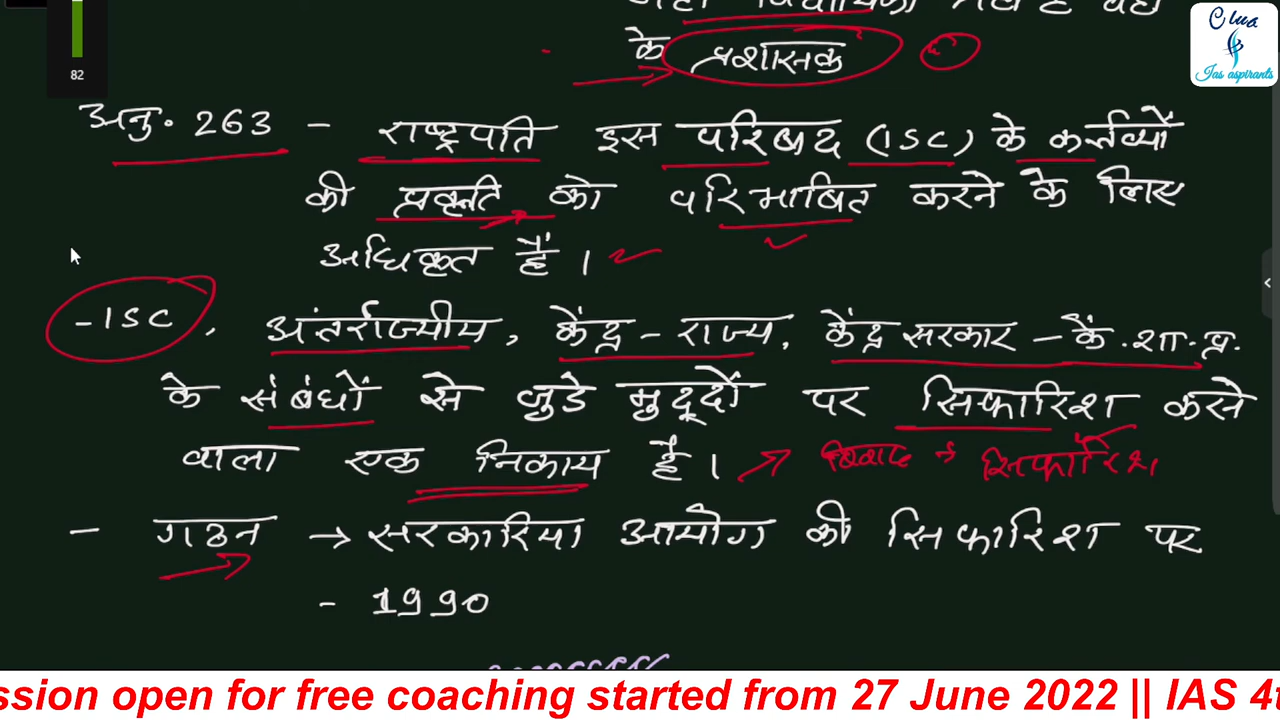 के प्रशासक
82
Clue
Ias aspirants
अनु. 263 - राष्ट्रपति इस परिषद (ISC) के कर्त्तव्यों
की प्रकृति को परिभाषित करने के लिए
अधिकृत हैं।
- ISC, अंतर्राज्यीय, केंद्र - राज्य, केंद्र सरकार - के.शा.प्र.
के संबंधों से जुडे मुद्दों पर सिफारिश करने
वाला एक निकाय है। → विवाद → सिफारिश
- गठन → सरकारिया आयोग की सिफारिश पर
- 1990
ssion open for free coaching started from 27 June 2022 || IAS 4t